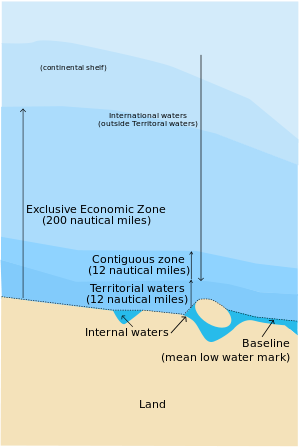 (continental shelf)
International waters
(outside Territoral waters)
Exclusive Economic Zone
(200 nautical miles)
Contiguous zone
(12 nautical miles)
Territorial waters
(12 nautical miles)
Internal waters
Baseline
(mean low water mark)
Land